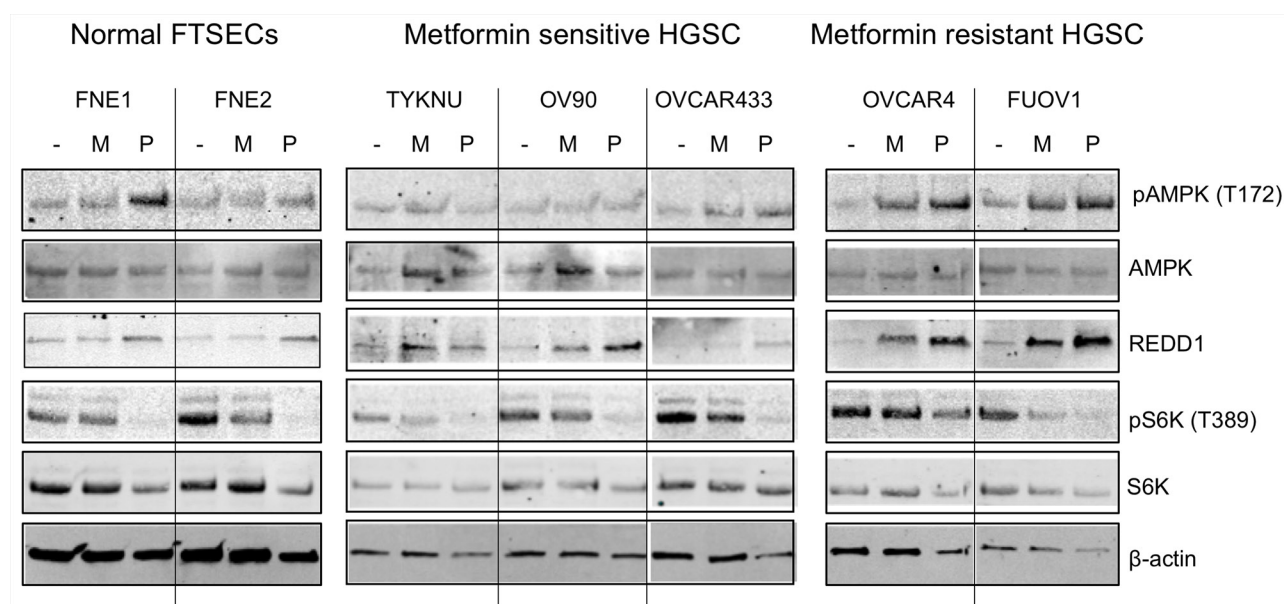 Normal FTSECs Metformin sensitive HGSC Metformin resistant HGSC
FNE1 FNE2 TYKNU OV90 OVCAR433 OVCAR4 FUOV1
- M P - M P - M P - M P - M P - M P - M P
pAMPK (T172)
AMPK
REDD1
pS6K (T389)
S6K
β-actin